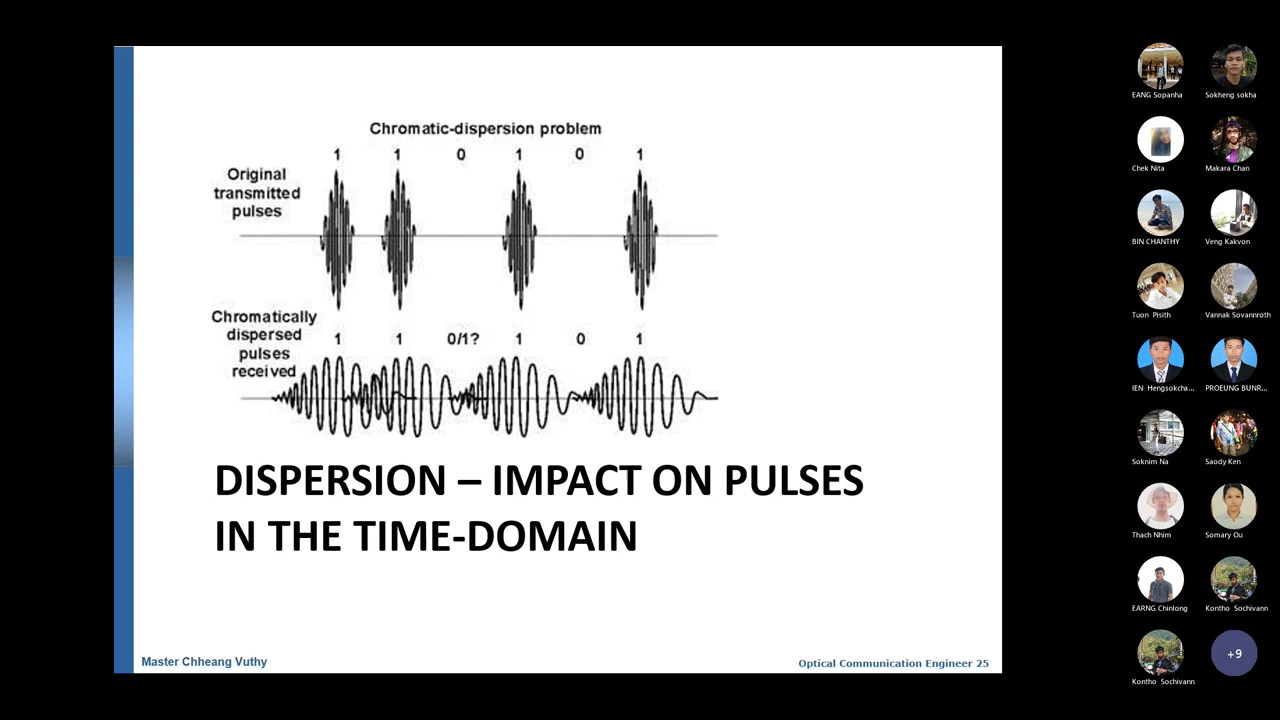 Chromatic-dispersion problem
1 1 0 1 0 1
Original
transmitted
pulses
Chromatically
dispersed
pulses
received
1 1 0/1? 1 0 1
DISPERSION – IMPACT ON PULSES
IN THE TIME-DOMAIN
Master Chheang Vuthy
Optical Communication Engineer 25
EANG Sopanha
Sokheng sokha
Chek Nita
Makara Chan
BIN CHANTHY
Veng Kakvon
Tuon Pisith
Vannak Sovannroth
IEN Hengsokcha...
PROEUNG BUNR...
Soknim Na
Saody Ken
Thach Nhim
Somary Ou
EARNG Chinlong
Kontho Sochivann
Kontho Sochivann
+9